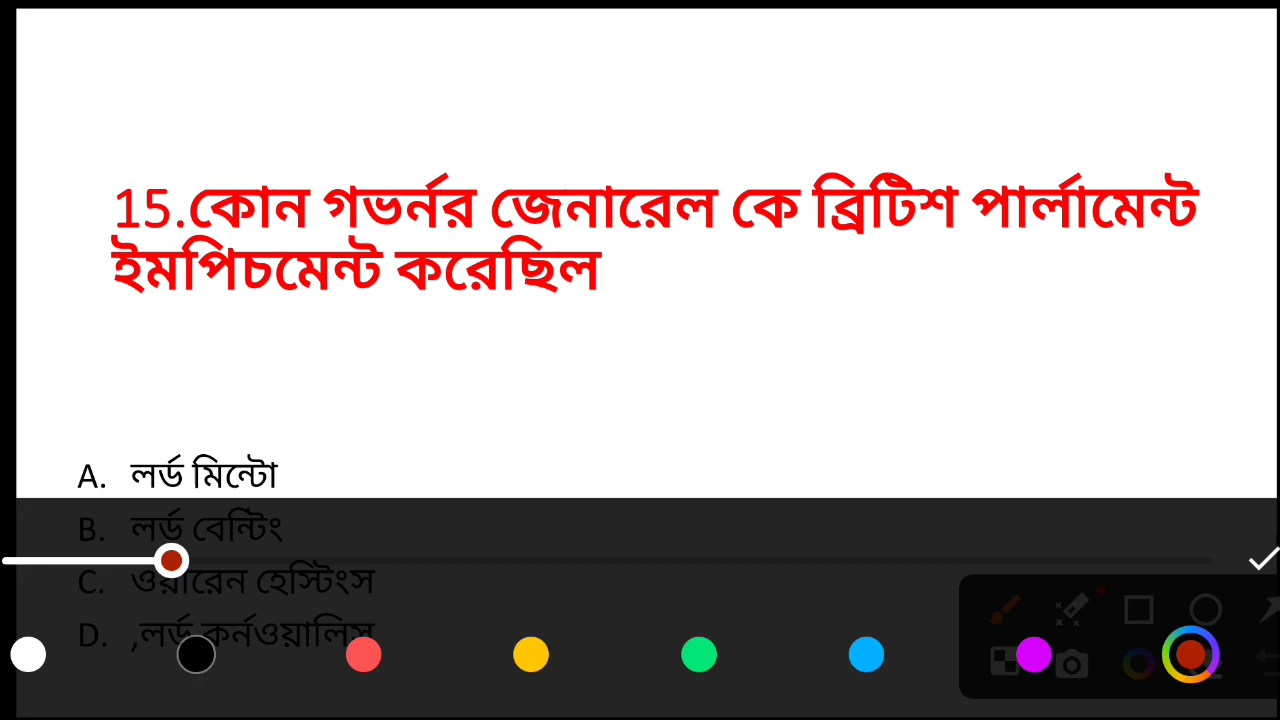 15.কোন গভর্নর জেনারেল কে ব্রিটিশ পার্লামেন্ট
ইমপিচমেন্ট করেছিল
A. লর্ড মিন্টো
B. লর্ড বেন্টিং
C. ওয়ারেন হেস্টিংস
D. ,লর্ড কর্নওয়ালিস